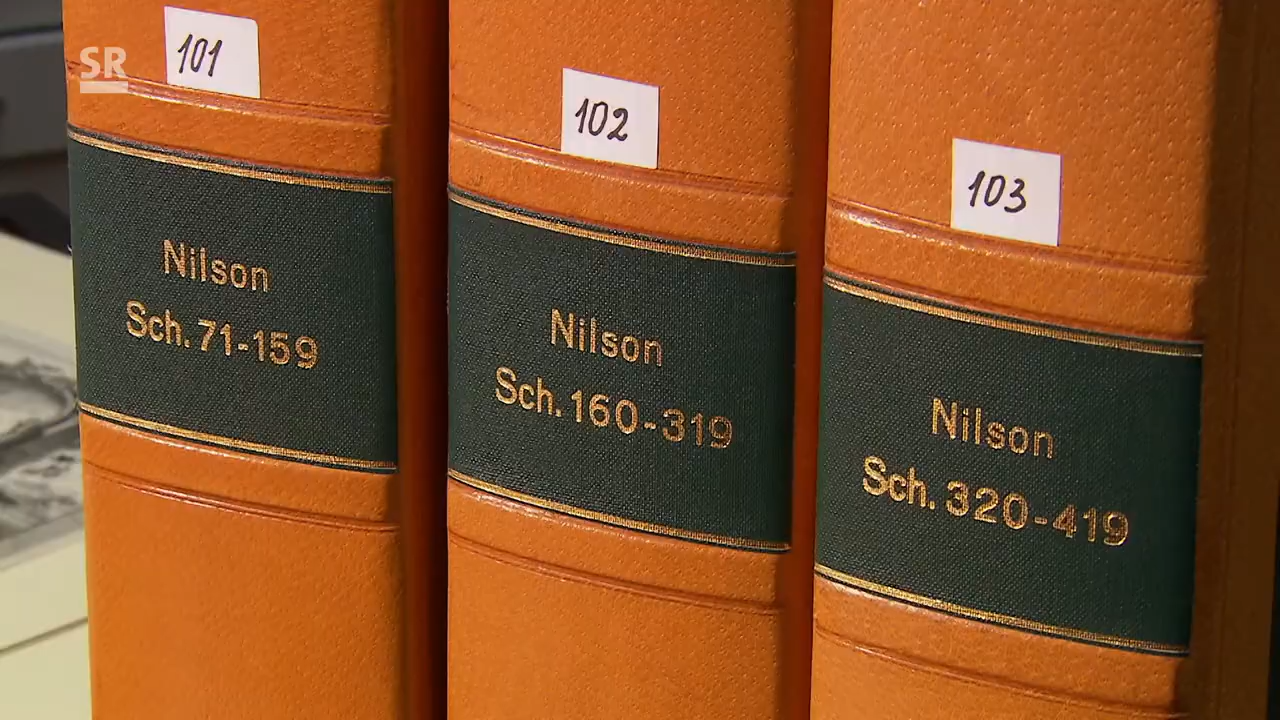 SR
101
Nilson
Sch. 71-159
102
Nilson
Sch. 160-319
103
Nilson
Sch. 320-419